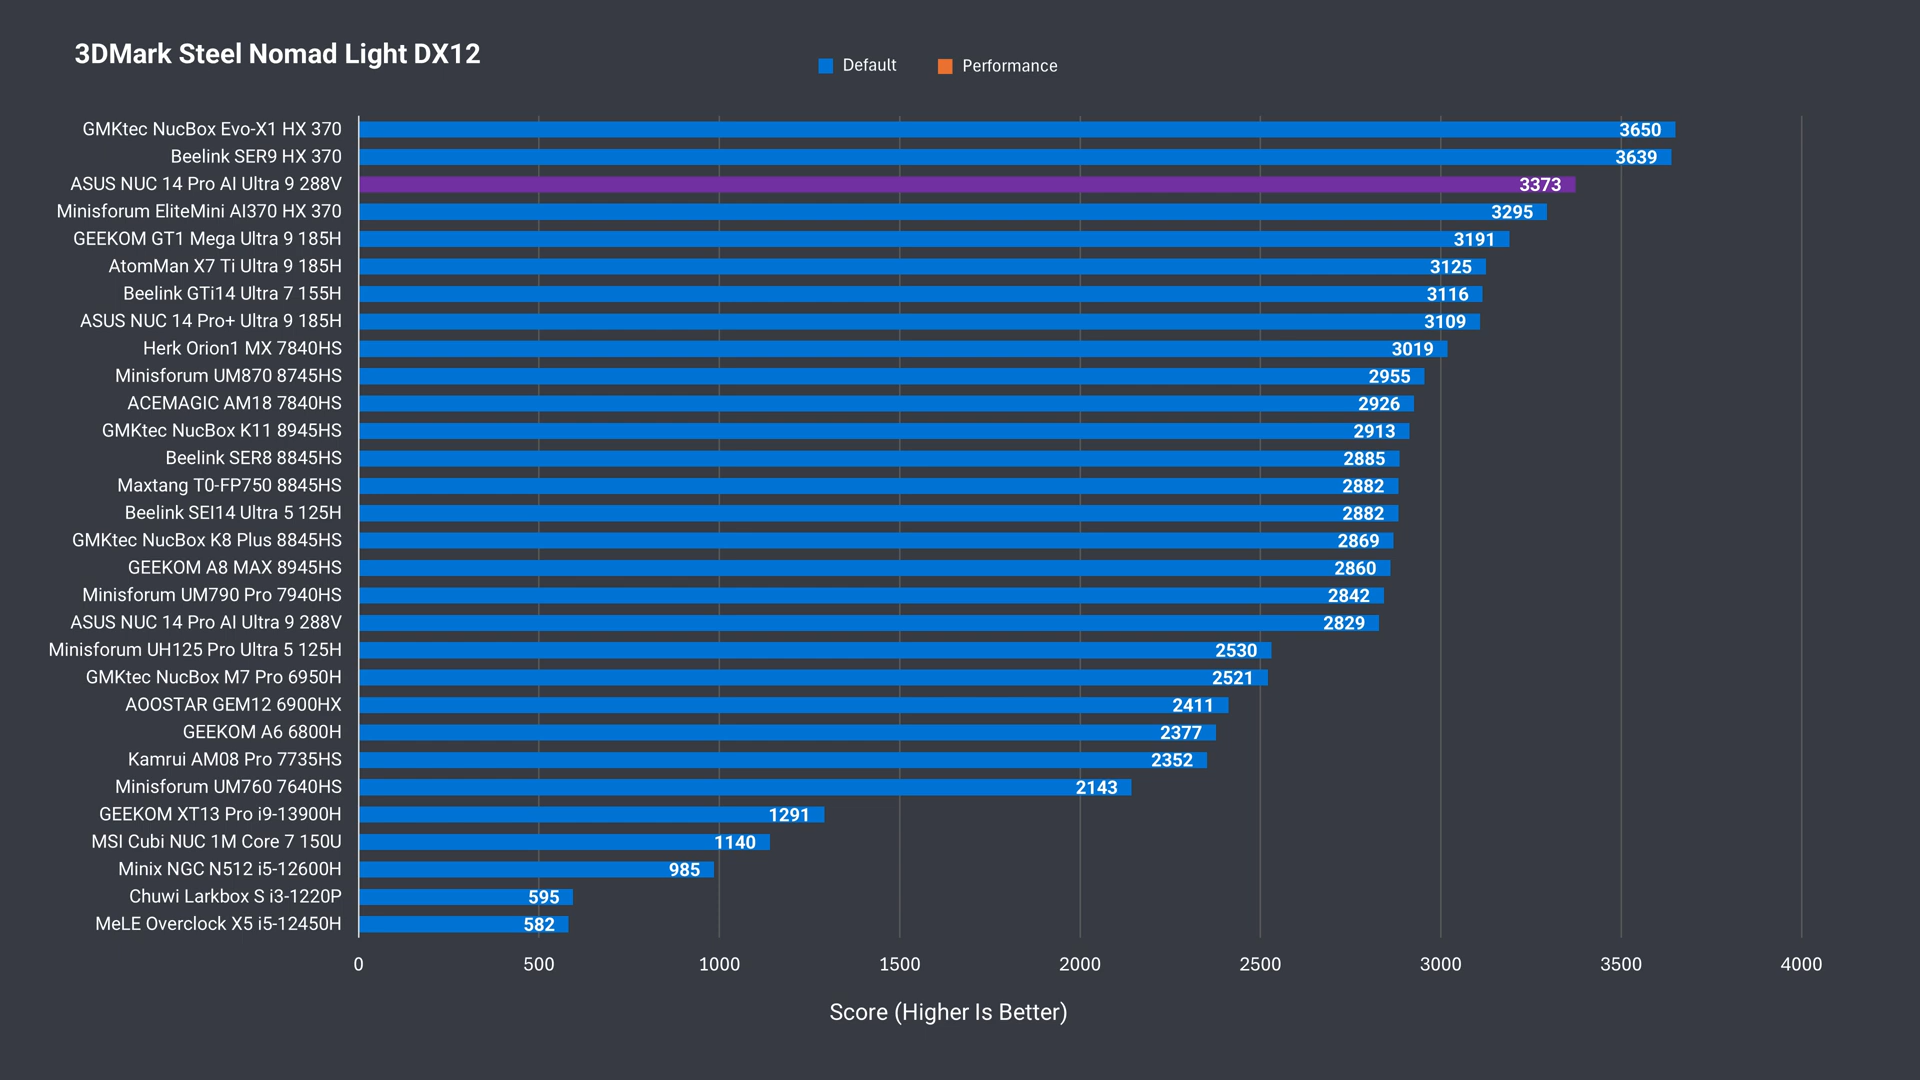 3DMark Steel Nomad Light DX12
Default
Performance
GMKtec NucBox Evo-X1 HX 370 3650
Beelink SER9 HX 370 3639
ASUS NUC 14 Pro AI Ultra 9 288V 3373
Minisforum EliteMini AI370 HX 370 3295
GEEKOM GT1 Mega Ultra 9 185H 3191
AtomMan X7 Ti Ultra 9 185H 3125
Beelink GTi14 Ultra 7 155H 3116
ASUS NUC 14 Pro+ Ultra 9 185H 3109
Herk Orion1 MX 7840HS 3019
Minisforum UM870 8745HS 2955
ACEMAGIC AM18 7840HS 2926
GMKtec NucBox K11 8945HS 2913
Beelink SER8 8845HS 2885
Maxtang T0-FP750 8845HS 2882
Beelink SEI14 Ultra 5 125H 2882
GMKtec NucBox K8 Plus 8845HS 2869
GEEKOM A8 MAX 8945HS 2860
Minisforum UM790 Pro 7940HS 2842
ASUS NUC 14 Pro AI Ultra 9 288V 2829
Minisforum UH125 Pro Ultra 5 125H 2530
GMKtec NucBox M7 Pro 6950H 2521
AOOSTAR GEM12 6900HX 2411
GEEKOM A6 6800H 2377
Kamrui AM08 Pro 7735HS 2352
Minisforum UM760 7640HS 2143
GEEKOM XT13 Pro i9-13900H 1291
MSI Cubi NUC 1M Core 7 150U 1140
Minix NGC N512 i5-12600H 985
Chuwi Larkbox S i3-1220P 595
MeLE Overclock X5 i5-12450H 582
0 500 1000 1500 2000 2500 3000 3500 4000
Score (Higher Is Better)